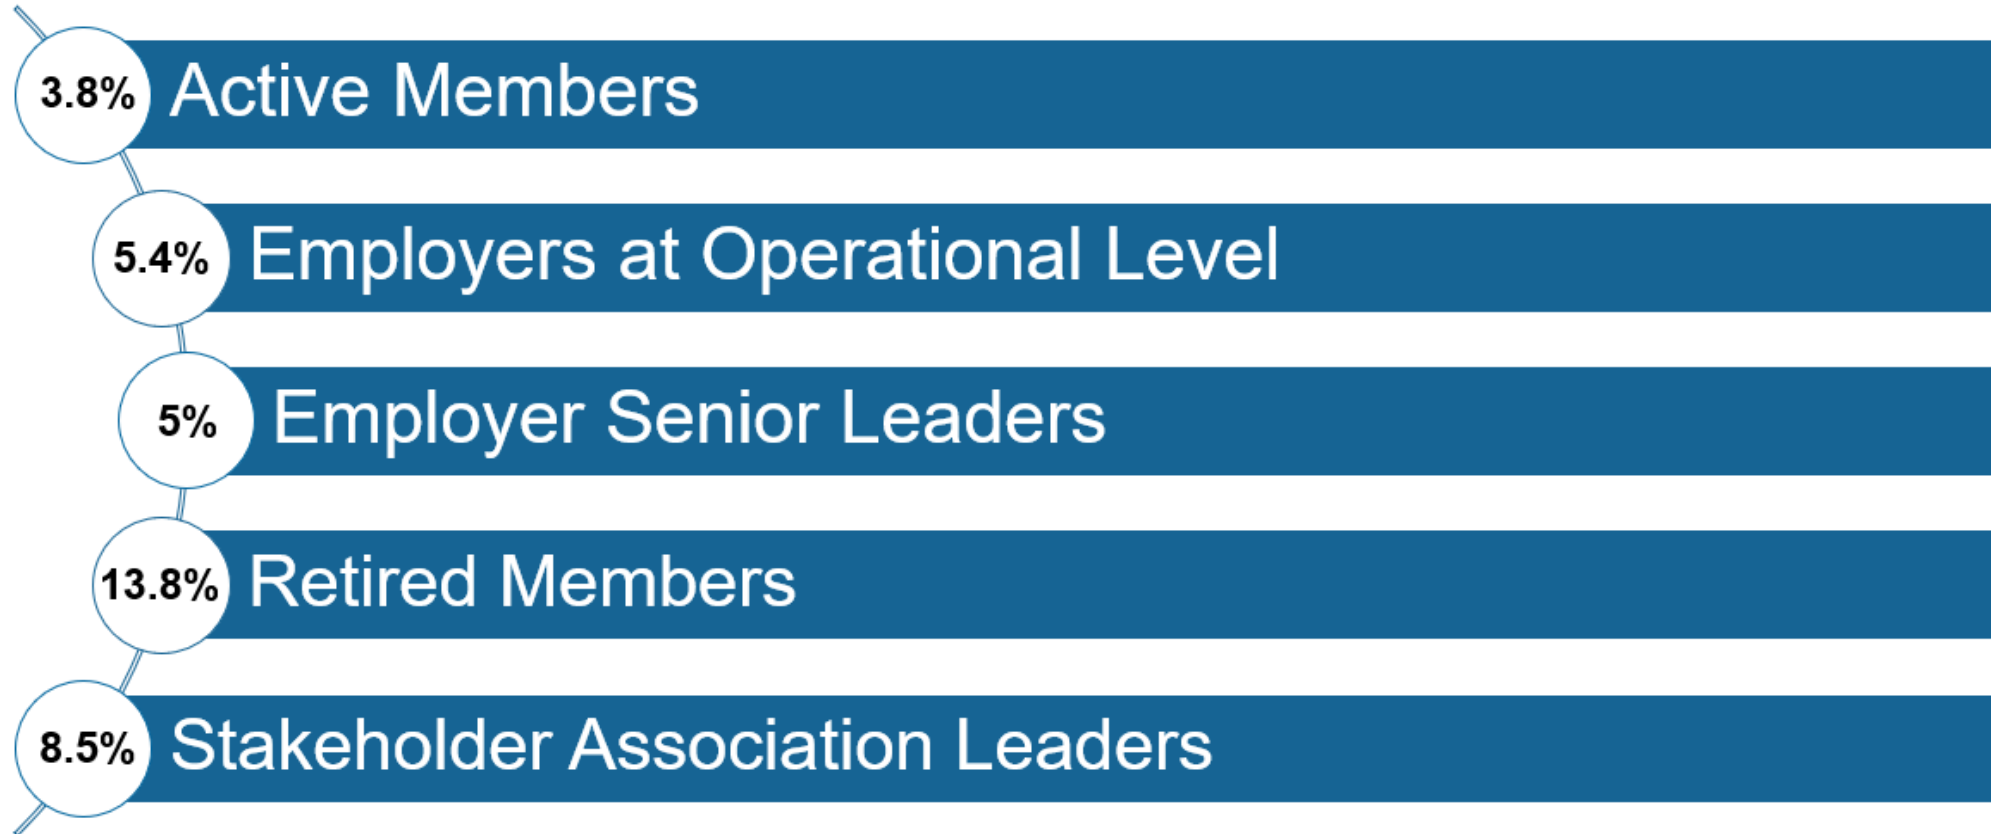 3.8% Active Members
5.4% Employers at Operational Level
5% Employer Senior Leaders
13.8% Retired Members
8.5% Stakeholder Association Leaders